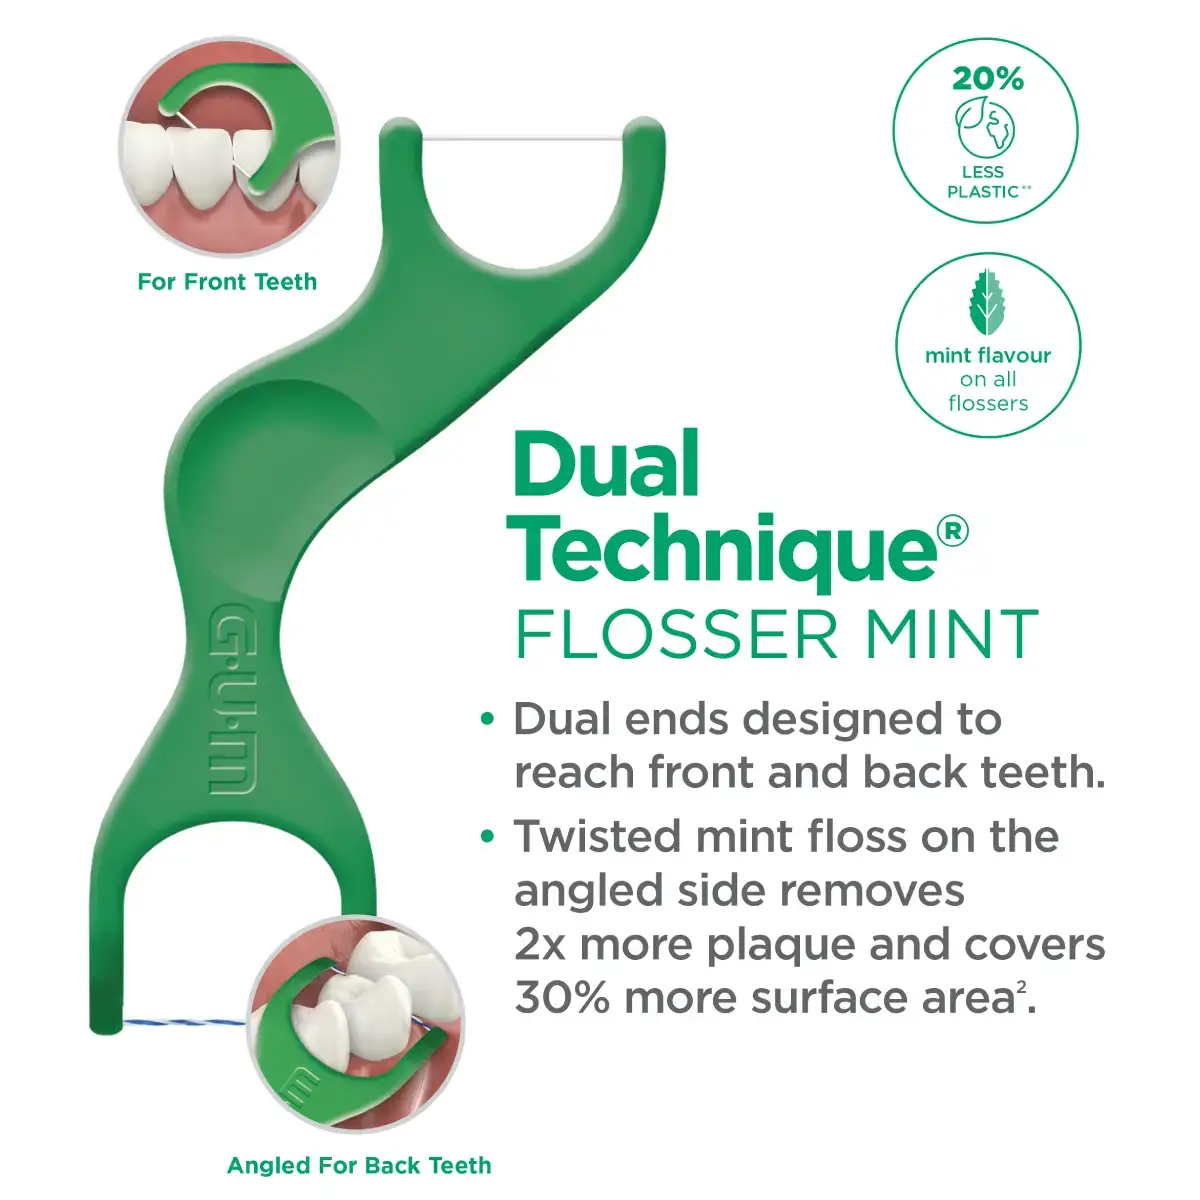 For Front Teeth
20%
LESS
PLASTIC**
mint flavour
on all
flossers
Dual
Technique®
FLOSSER MINT
G·U·M
• Dual ends designed to
reach front and back teeth.
• Twisted mint floss on the
angled side removes
2x more plaque and covers
30% more surface area².
M
Angled For Back Teeth